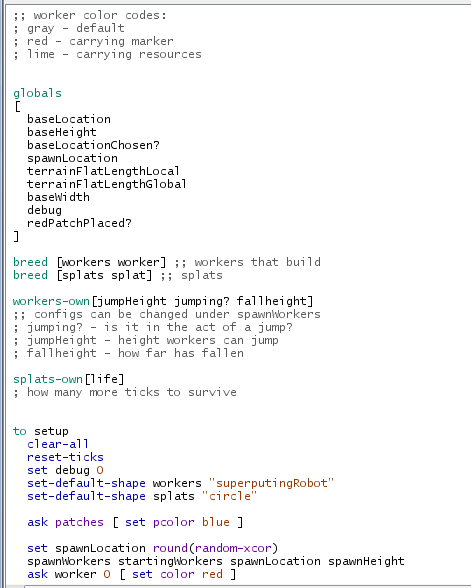 ;; worker color codes:
; gray - default
; red - carrying marker
; lime - carrying resources
globals
[
baseLocation
baseHeight
baseLocationChosen?
spawnLocation
terrainFlatLengthLocal
terrainFlatLengthGlobal
baseWidth
debug
redPatchPlaced?
]
breed [workers worker] ;; workers that build
breed [splats splat] ;; splats
workers-own[jumpHeight jumping? fallheight]
;; configs can be changed under spawnWorkers
; jumping? - is it in the act of a jump?
; jumpHeight - height workers can jump
; fallheight - how far has fallen
splats-own[life]
; how many more ticks to survive
to setup
clear-all
reset-ticks
set debug 0
set-default-shape workers "superputingRobot"
set-default-shape splats "circle"
ask patches [ set pcolor blue ]
set spawnLocation round(random-xcor)
spawnWorkers startingWorkers spawnLocation spawnHeight
ask worker 0 [ set color red ]